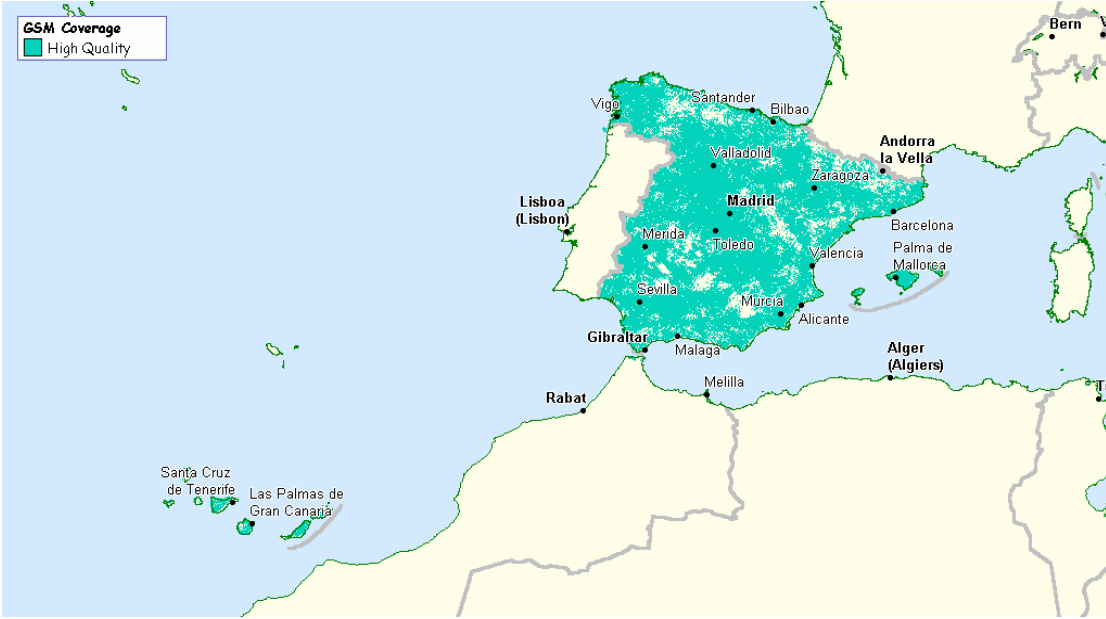 GSM Coverage
High Quality
Bern
Santander
Vigo
Bilbao
Andorra
la Vella
Valladolid
Zaragoza
Lisboa
(Lisbon)
Madrid
Barcelona
Merida
Toledo
Valencia
Palma de
Mallorca
Sevilla
Murcia
Alicante
Gibraltar
Malaga
Alger
(Algiers)
Melilla
Rabat
Santa Cruz
de Tenerife
Las Palmas de
Gran Canaria